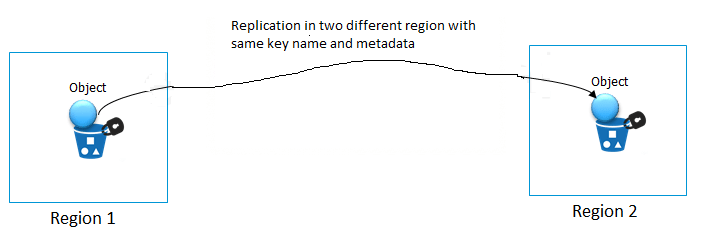 Replication in two different region with
same key name and metadata
Object
Object
Region 1
Region 2